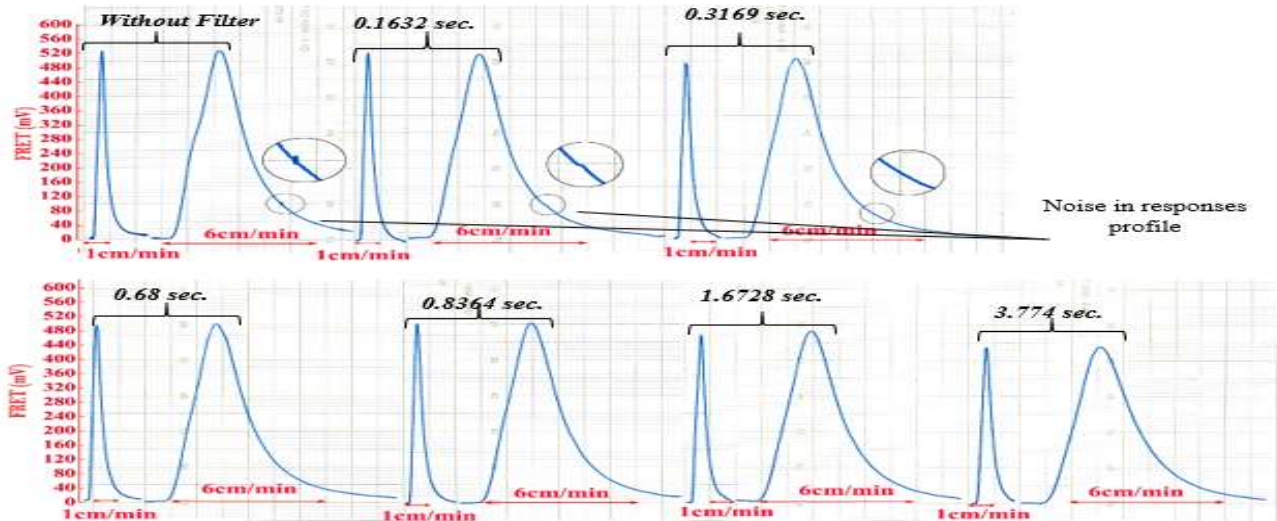 Without Filter
0.1632 sec.
0.3169 sec.
600
560
520
480
440
400
360
320
280
240
200
160
120
80
40
0
FRET (mV)
1cm/min
6cm/min
1cm/min
6cm/min
1cm/min
6cm/min
Noise in responses
profile
0.68 sec.
0.8364 sec.
1.6728 sec.
3.774 sec.
600
560
520
480
440
400
360
320
280
240
200
160
120
80
40
0
FRET (mV)
1cm/min
6cm/min
1cm/min
6cm/min
1cm/min
6cm/min
1cm/min
6cm/min